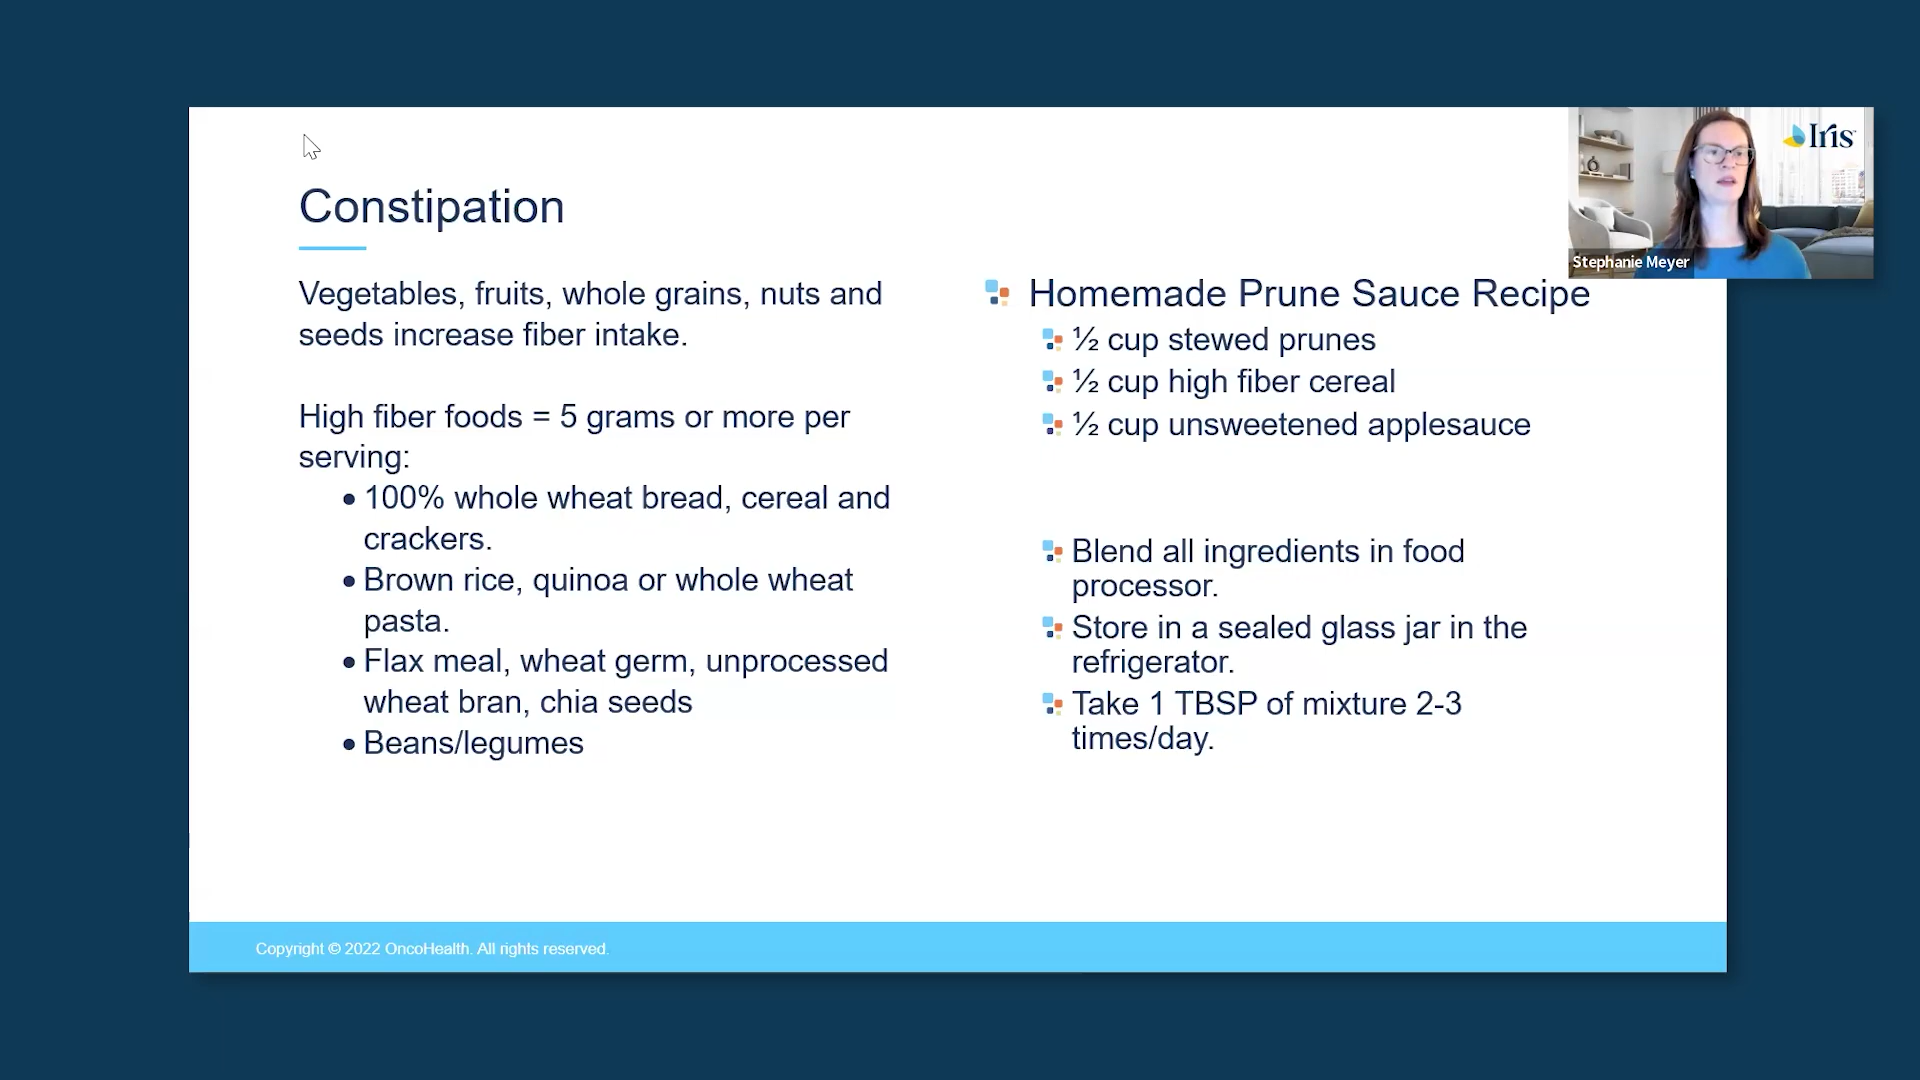 Constipation
Vegetables, fruits, whole grains, nuts and
seeds increase fiber intake.
High fiber foods = 5 grams or more per
serving:
• 100% whole wheat bread, cereal and
crackers.
• Brown rice, quinoa or whole wheat
pasta.
• Flax meal, wheat germ, unprocessed
wheat bran, chia seeds
• Beans/legumes
Homemade Prune Sauce Recipe
½ cup stewed prunes
½ cup high fiber cereal
½ cup unsweetened applesauce
Blend all ingredients in food
processor.
Store in a sealed glass jar in the
refrigerator.
Take 1 TBSP of mixture 2-3
times/day.
Iris
Stephanie Meyer
Copyright © 2022 OncoHealth. All rights reserved.